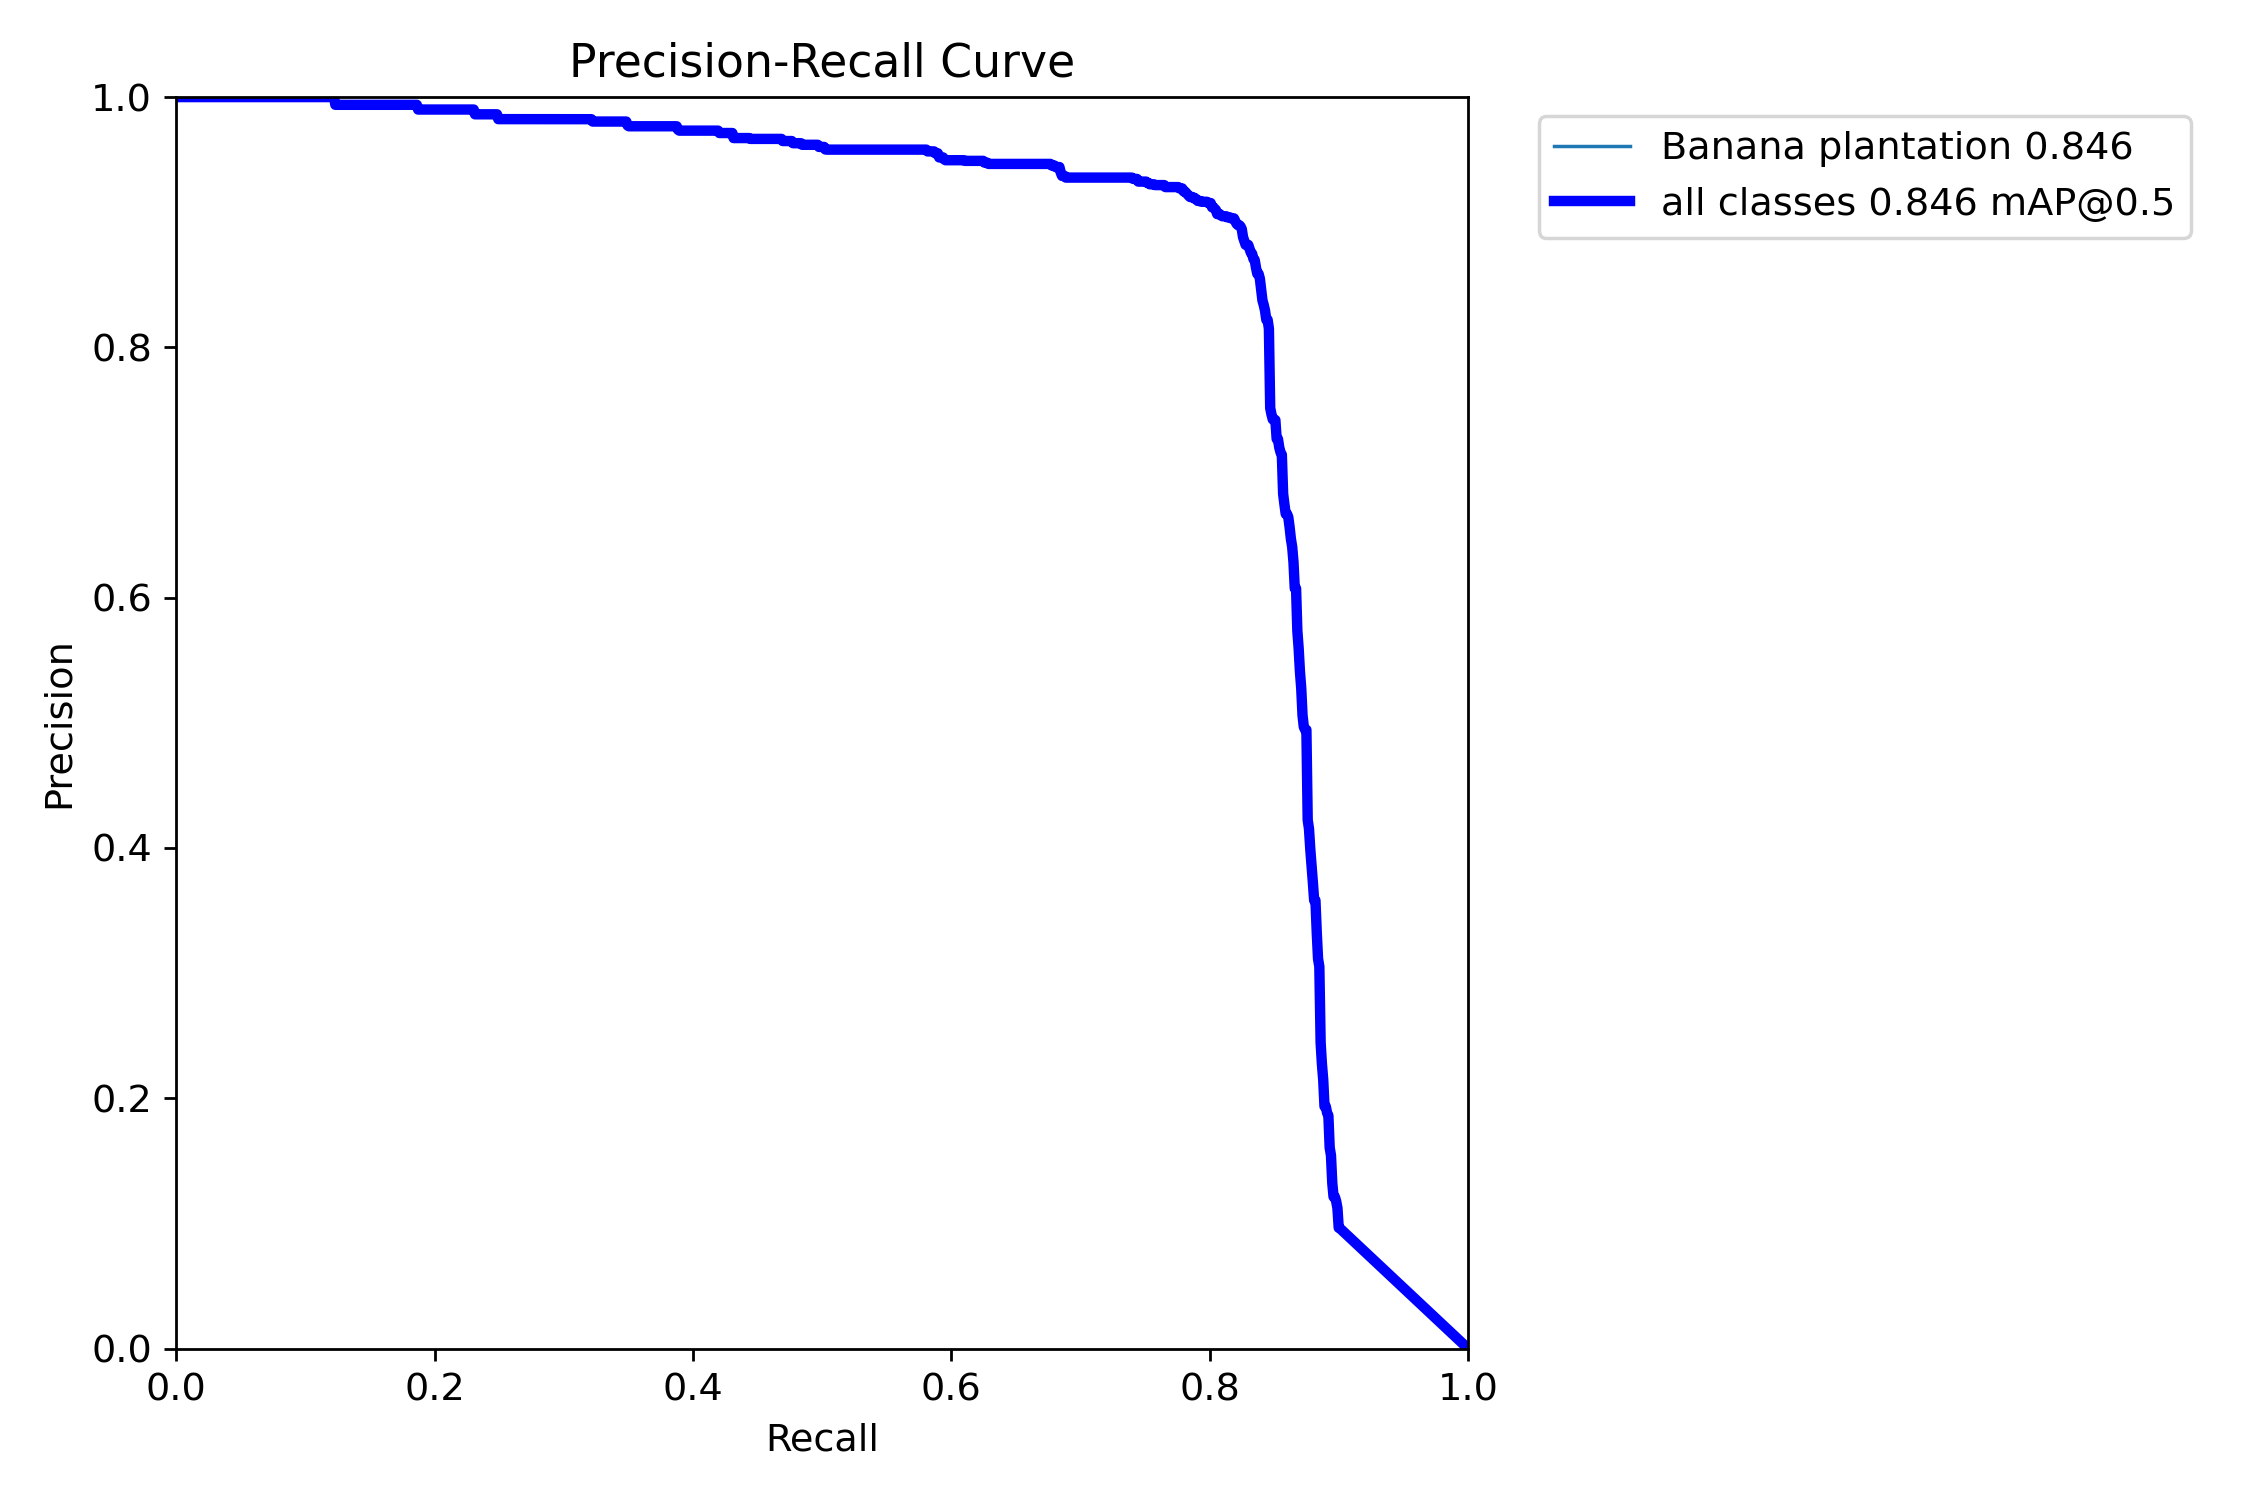 Precision-Recall Curve
Banana plantation 0.846
all classes 0.846 mAP@0.5
Precision
1.0
0.8
0.6
0.4
0.2
0.0
0.0 0.2 0.4 0.6 0.8 1.0
Recall